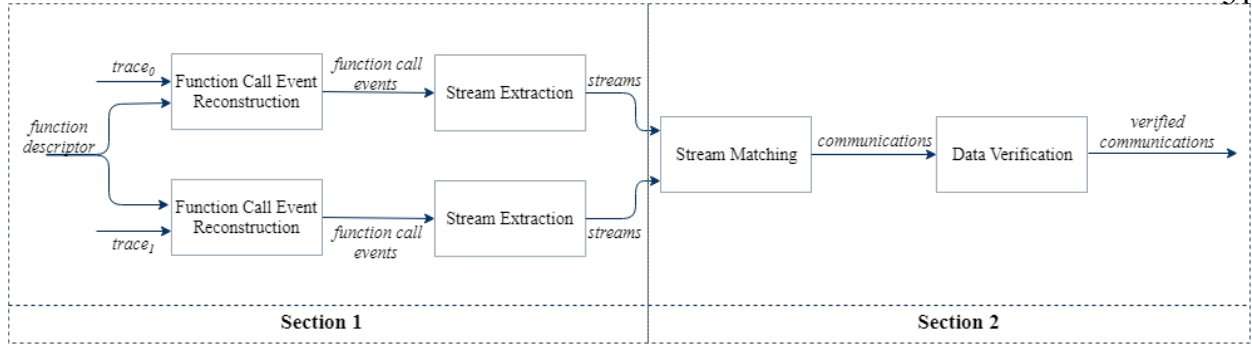 trace₀
Function Call Event
Reconstruction
function call
events
Stream Extraction
streams
function
descriptor
Stream Matching
communications
Data Verification
verified
communications
Function Call Event
Reconstruction
trace₁
function call
events
Stream Extraction
streams
Section 1
Section 2